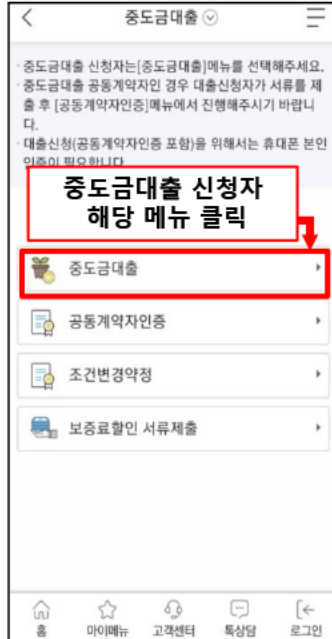 중도금대출
· 중도금대출 신청자는[중도금대출]메뉴를 선택해주세요.
· 중도금대출 공동계약자인 경우 대출신청자가 서류를 제
출 후 [공동계약자인증]메뉴에서 진행해주시기 바랍니
다.
· 대출신청(공동계약자인증 포함)을 위해서는 휴대폰 본인
인증이 필요합니다
중도금대출 신청자
해당 메뉴 클릭
중도금대출
공동계약자인증
조건변경약정
보증료할인 서류제출
홈 마이메뉴 고객센터 톡상담 로그인